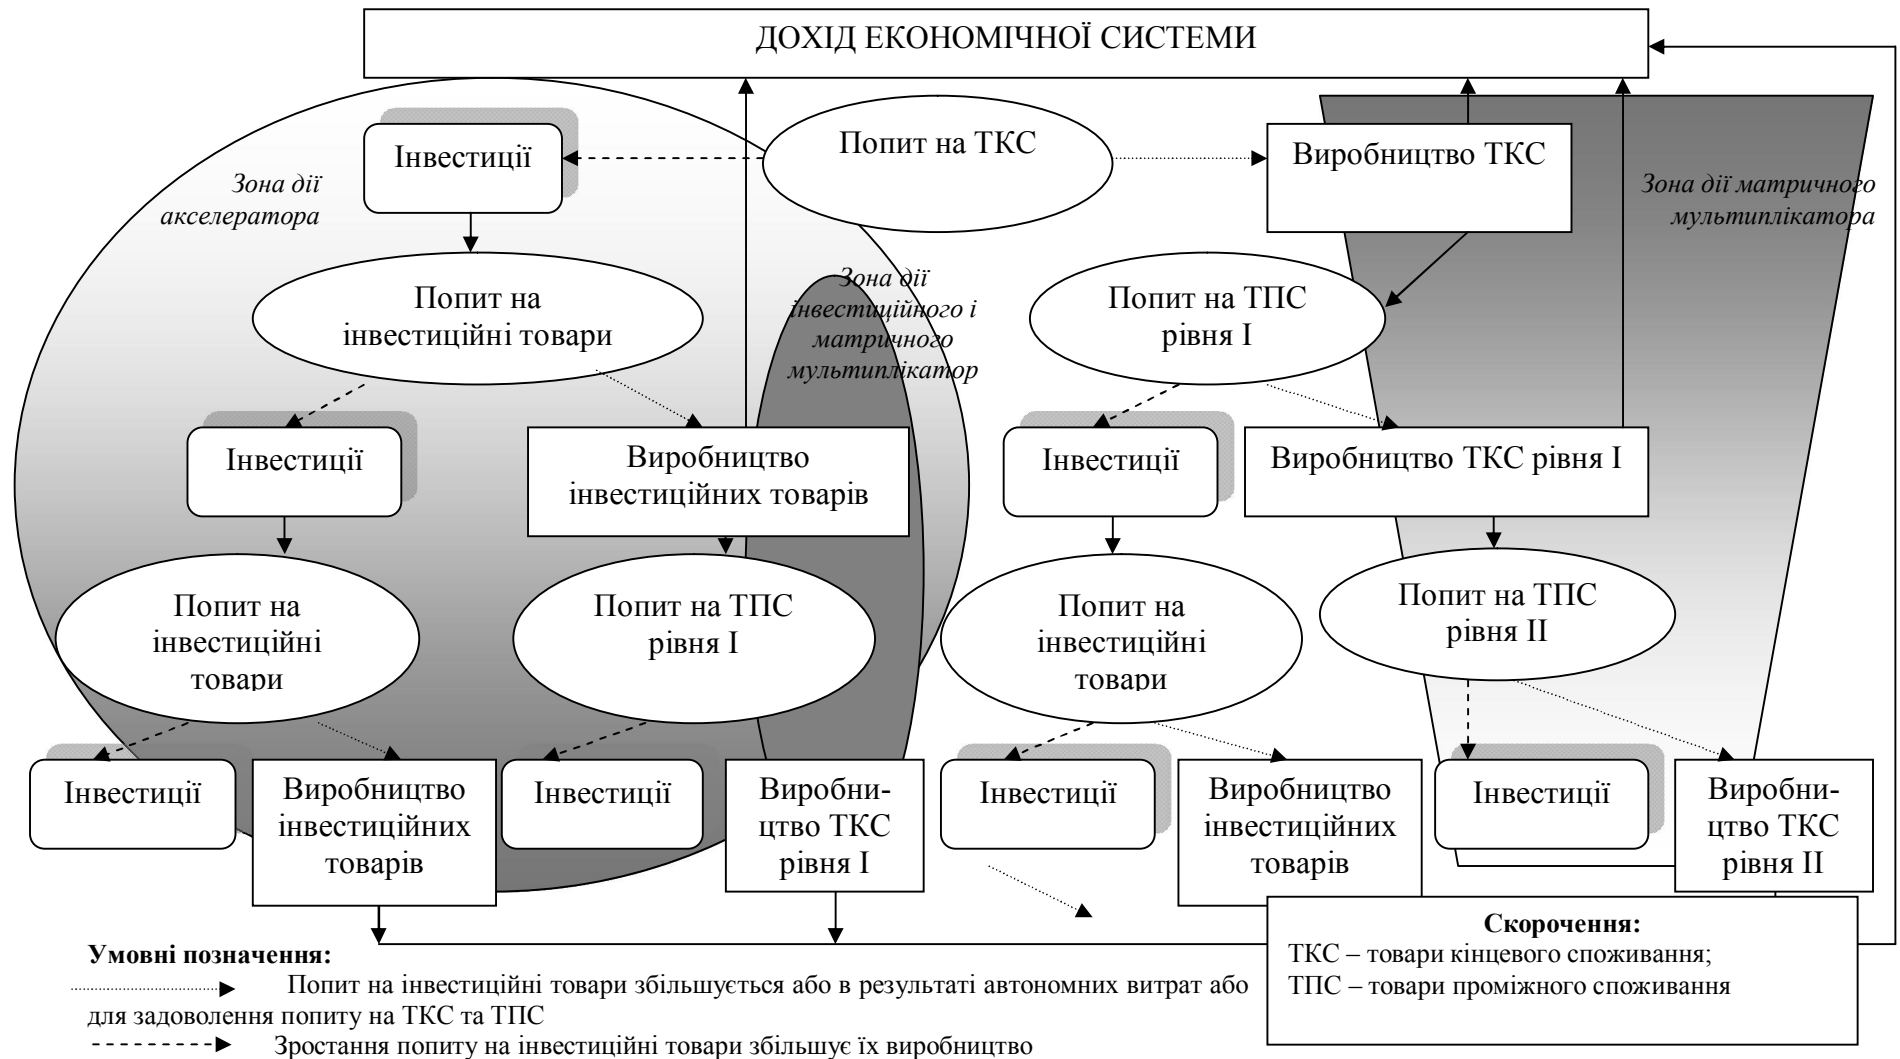 ДОХІД ЕКОНОМІЧНОЇ СИСТЕМИ
Інвестиції
Попит на ТКС
Виробництво ТКС
Зона дії
акселератора
Зона дії матричного
мультиплікатора
Попит на
інвестиційні товари
Зона дії
інвестиційного і
матричного
мультиплікатор
Попит на ТПС
рівня І
Інвестиції
Виробництво
інвестиційних товарів
Інвестиції
Виробництво ТКС рівня І
Попит на
інвестиційні
товари
Попит на ТПС
рівня І
Попит на
інвестиційні
товари
Попит на ТПС
рівня ІІ
Інвестиції
Виробництво
інвестиційних
товарів
Інвестиції
Виробни-
цтво ТКС
рівня І
Інвестиції
Виробництво
інвестиційних
товарів
Інвестиції
Виробни-
цтво ТКС
рівня ІІ
Умовні позначення:
Попит на інвестиційні товари збільшується або в результаті автономних витрат або
для задоволення попиту на ТКС та ТПС
Зростання попиту на інвестиційні товари збільшує їх виробництво
Скорочення:
ТКС – товари кінцевого споживання;
ТПС – товари проміжного споживання